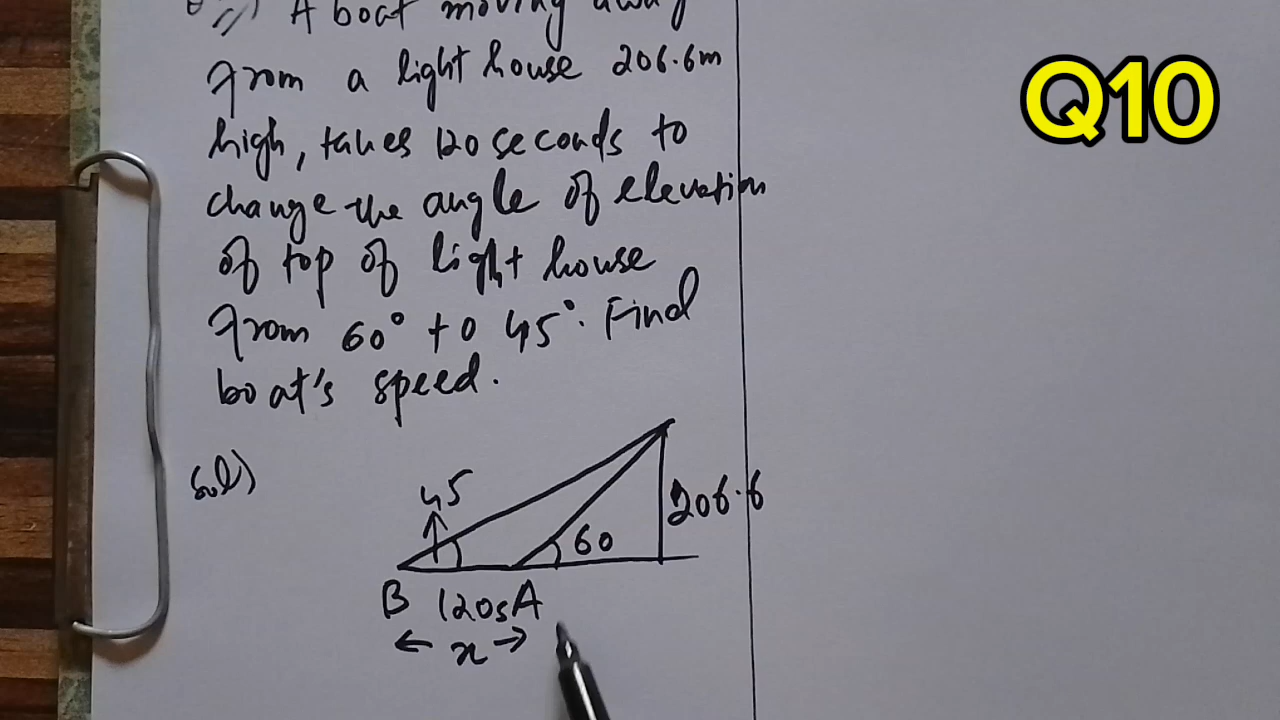 A boat moving away
from a light house 206.6m
high, takes 120 seconds to
change the angle of elevation
of top of light house
from 60° to 45°. Find
boat's speed.
Sol)
45
60
206.6
B 120s A
x
Q10